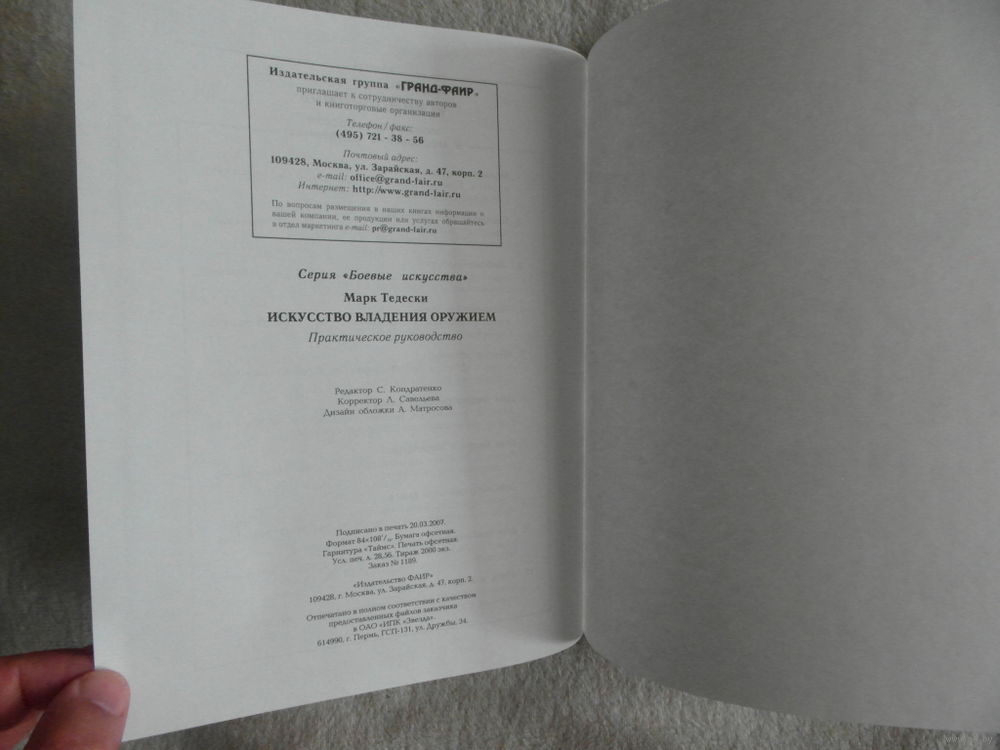 Издательская группа «ГРАНД-ФАИР»
приглашает к сотрудничеству авторов
и книготорговые организации
Телефон/факс:
(495) 721 - 38 - 56
Почтовый адрес:
109428, Москва, ул. Зарайская, д. 47, корп. 2
e-mail: office@grand-fair.ru
Интернет: http://www.grand-fair.ru
По вопросам размещения в наших книгах информации о
вашей компании, ее продукции или услугах обращайтесь
в отдел маркетинга e-mail: pr@grand-fair.ru
Серия «Боевые искусства»
Марк Тедески
ИСКУССТВО ВЛАДЕНИЯ ОРУЖИЕМ
Практическое руководство
Редактор С. Кондратенко
Корректор Л. Савельева
Дизайн обложки А. Матросова
Подписано в печать 20.03.2007.
Формат 84×108¹/₁₆. Бумага офсетная.
Гарнитура «Таймс». Печать офсетная.
Усл. печ. л. 28,56. Тираж 2000 экз.
Заказ № 1189.
«Издательство ФАИР»
109428, г. Москва, ул. Зарайская, д. 47, корп. 2.
Отпечатано в полном соответствии с качеством
предоставленных файлов заказчика
в ОАО «ИПК «Звезда».
614990, г. Пермь, ГСП-131, ул. Дружбы, 34.